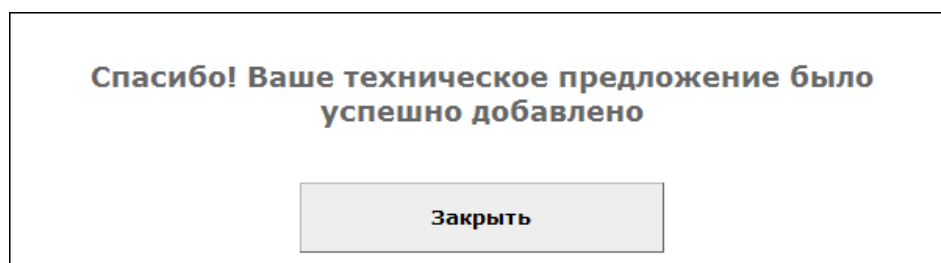 Спасибо! Ваше техническое предложение было
успешно добавлено
Закрыть